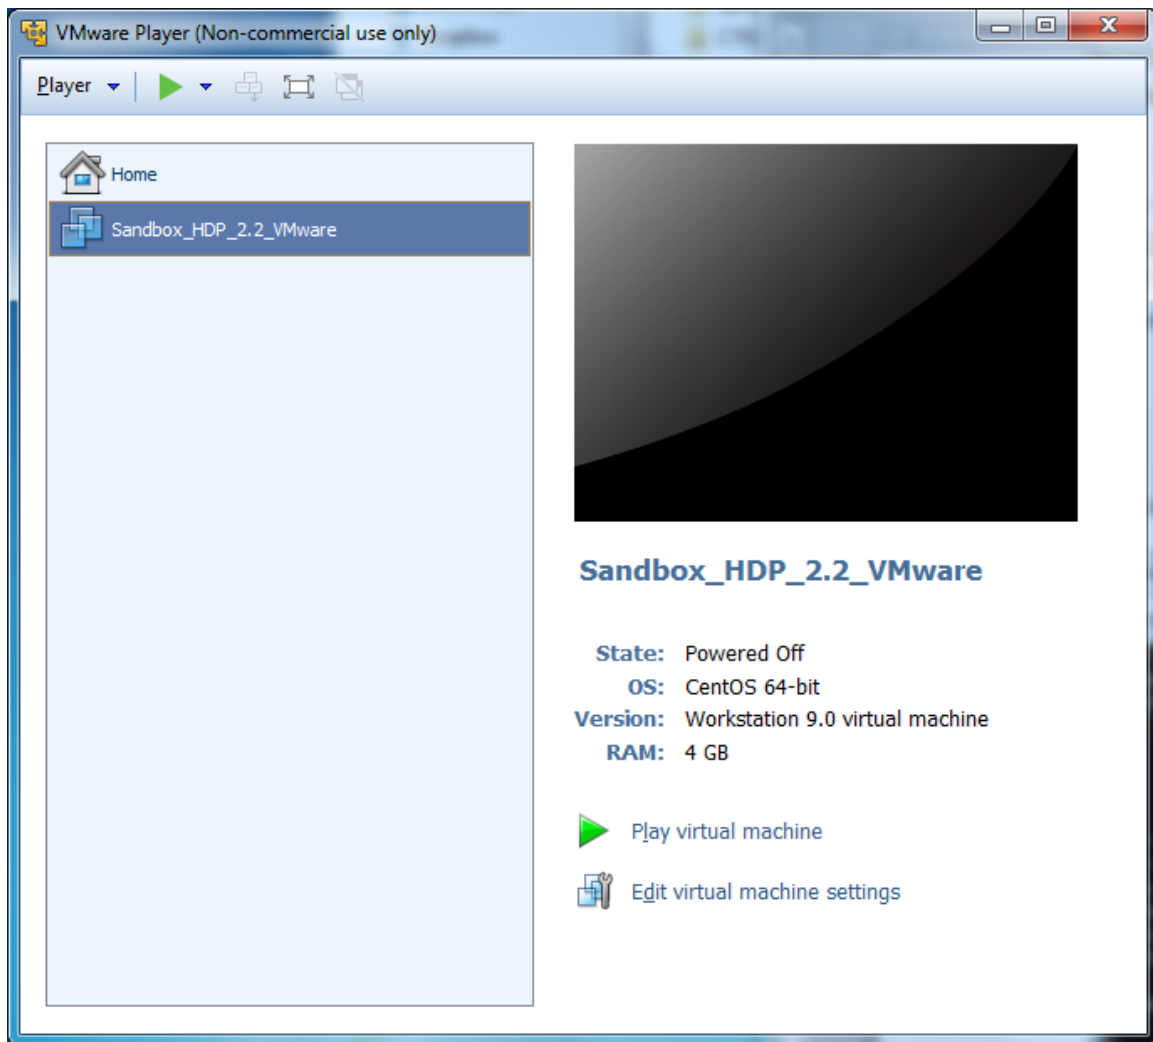 VMware Player (Non-commercial use only)
Player
Home
Sandbox_HDP_2.2_VMware
Sandbox_HDP_2.2_VMware
State: Powered Off
OS: CentOS 64-bit
Version: Workstation 9.0 virtual machine
RAM: 4 GB
Play virtual machine
Edit virtual machine settings